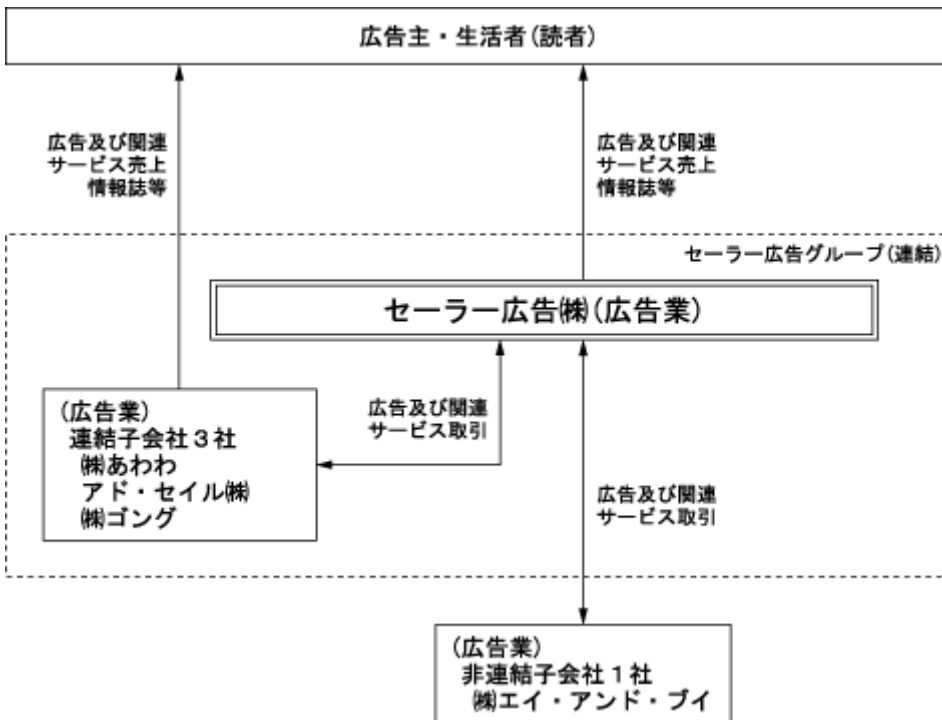 広告主・生活者(読者)
広告及び関連
サービス売上
情報誌等
広告及び関連
サービス売上
情報誌等
セーラー広告グループ(連結)
セーラー広告㈱(広告業)
(広告業)
連結子会社3社
㈱あわわ
アド・セイル㈱
㈱ゴング
広告及び関連
サービス取引
広告及び関連
サービス取引
(広告業)
非連結子会社1社
㈱エイ・アンド・ブイ